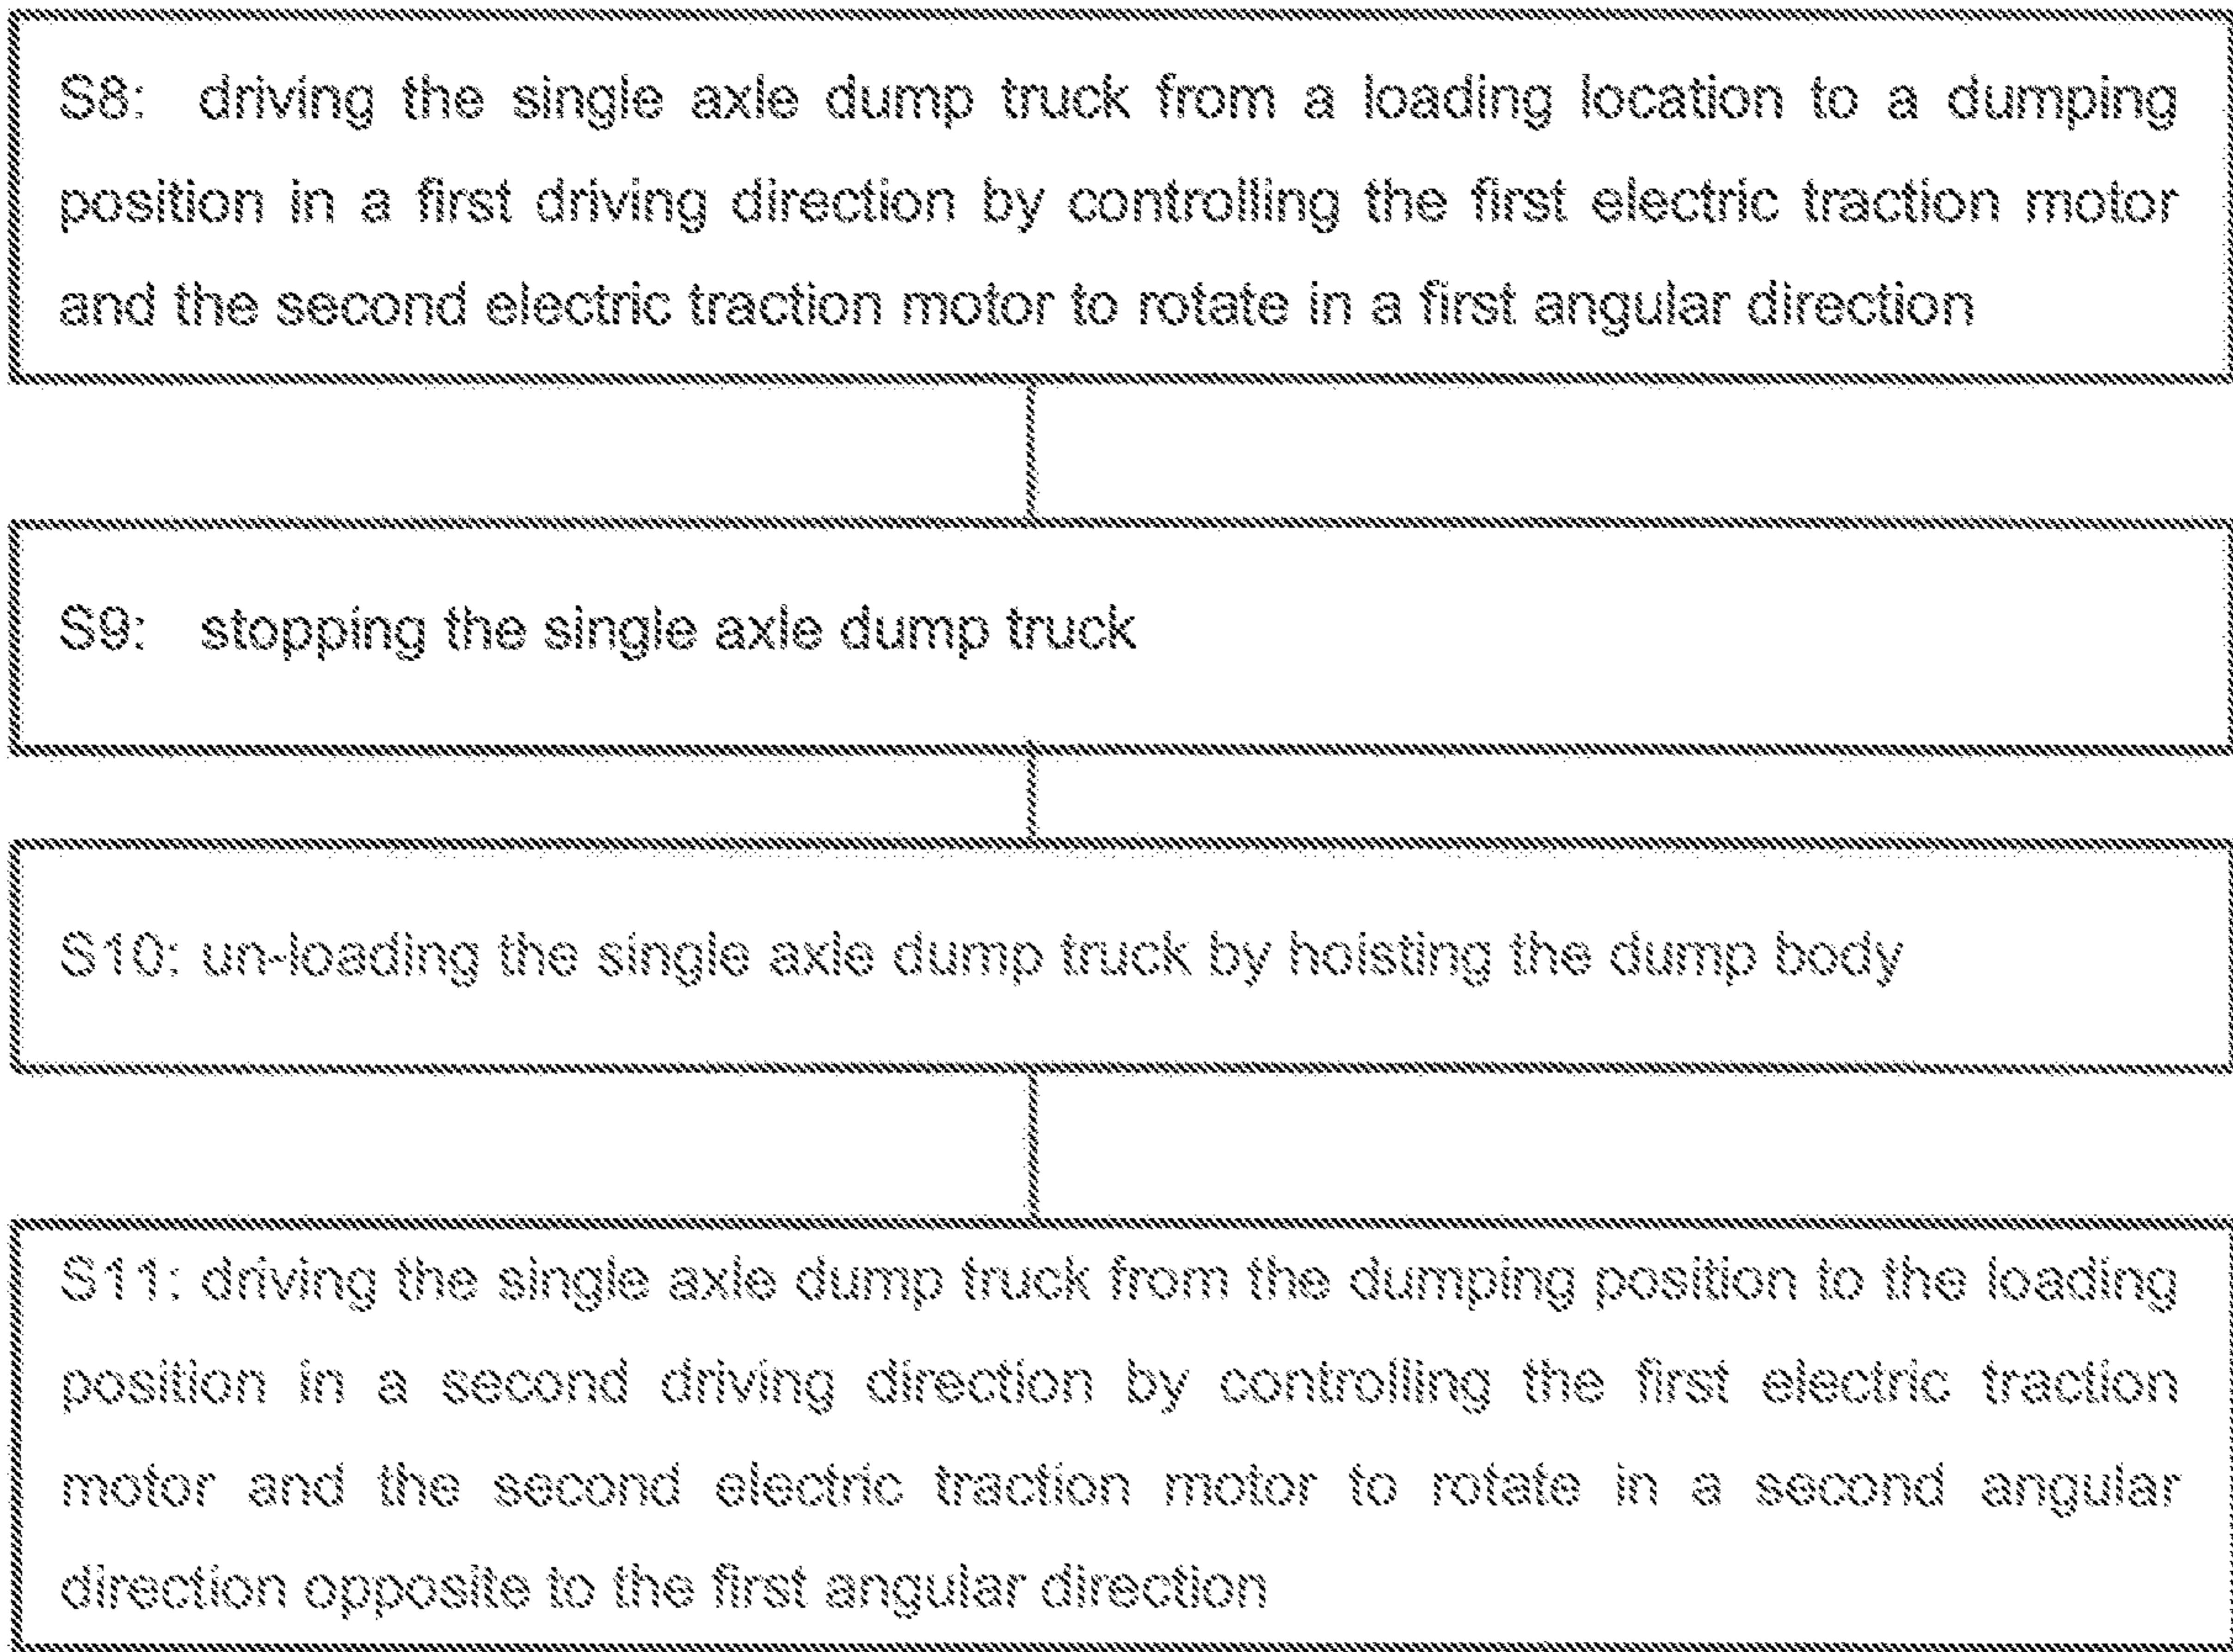 S8: driving the single axle dump truck from a loading location to a dumping
position in a first driving direction by controlling the first electric traction motor
and the second electric traction motor to rotate in a first angular direction
S9: stopping the single axle dump truck
S10: un-loading the single axle dump truck by hoisting the dump body
S11: driving the single axle dump truck from the dumping position to the loading
position in a second driving direction by controlling the first electric traction
motor and the second electric traction motor to rotate in a second angular
direction opposite to the first angular direction